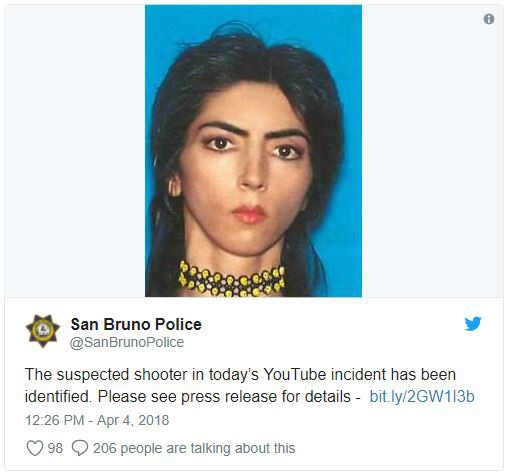 San Bruno Police
@SanBrunoPolice
The suspected shooter in today’s YouTube incident has been
identified. Please see press release for details - bit.ly/2GW1I3b
12:26 PM - Apr 4, 2018
98 206 people are talking about this